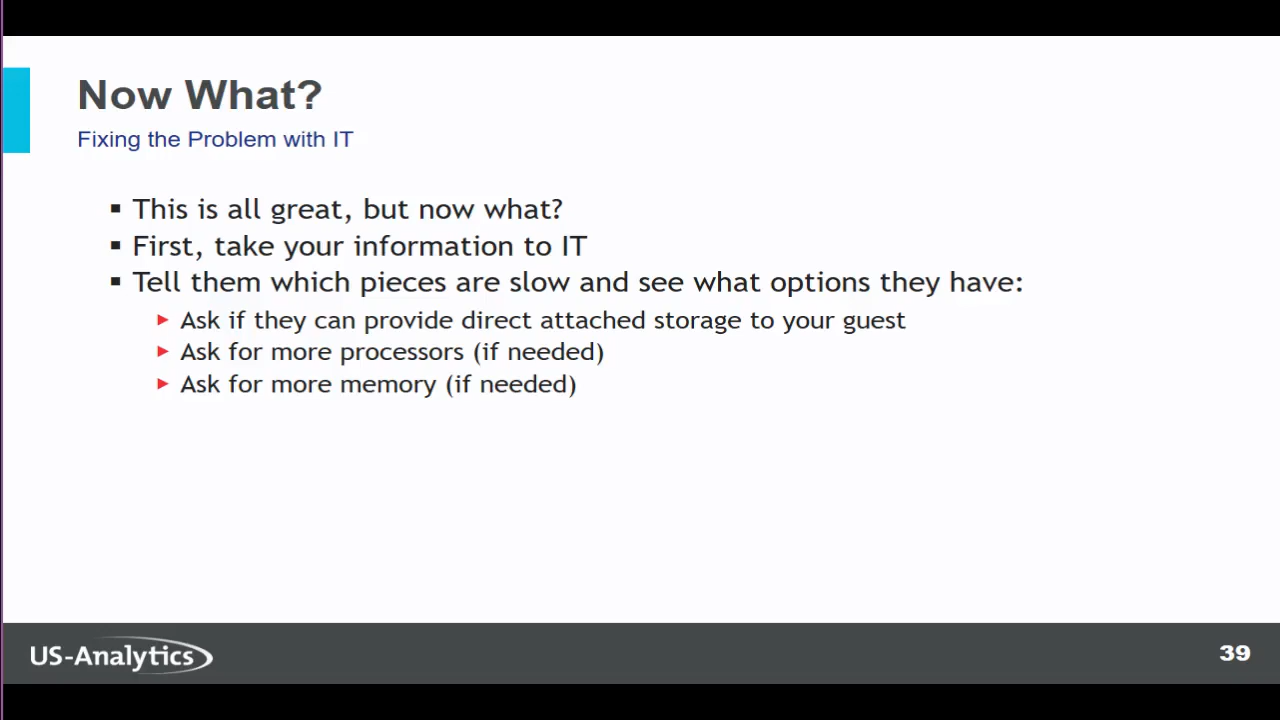 Now What?
Fixing the Problem with IT
▪ This is all great, but now what?
▪ First, take your information to IT
▪ Tell them which pieces are slow and see what options they have:
▶ Ask if they can provide direct attached storage to your guest
▶ Ask for more processors (if needed)
▶ Ask for more memory (if needed)
US-Analytics
39